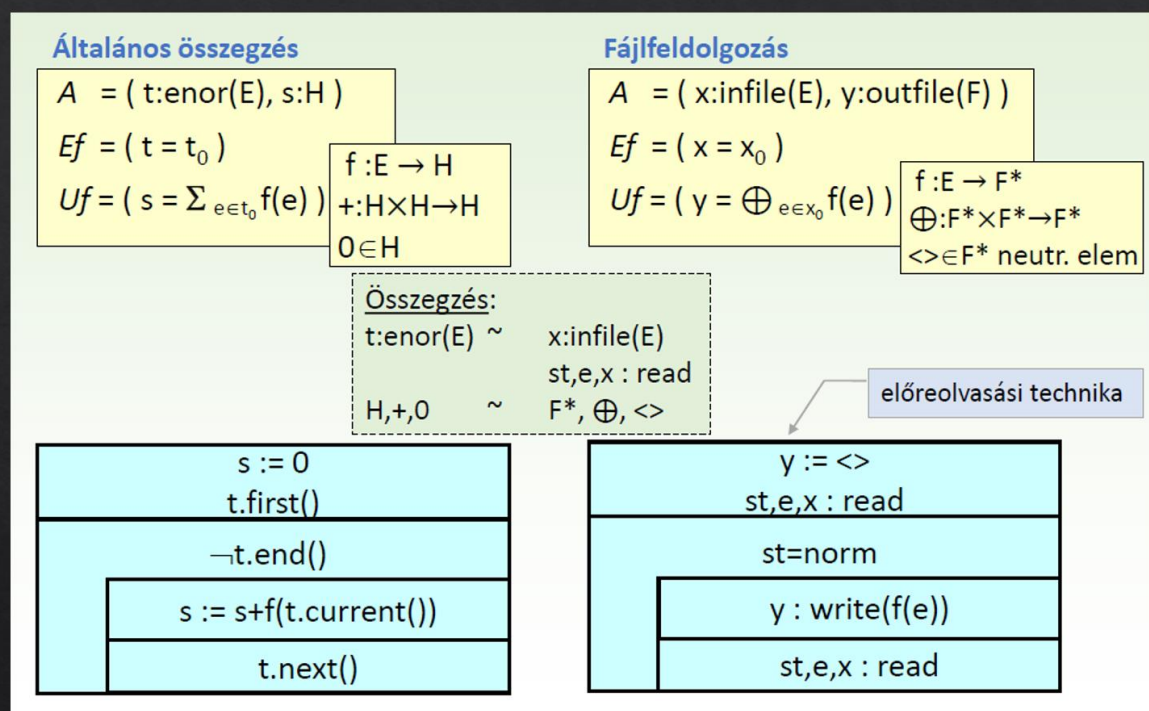 Általános összegzés
A = ( t:enor(E), s:H )
Ef = ( t = t₀ )
Uf = ( s = Σ e∈t₀ f(e) )
f :E → H
+:H×H→H
0∈H
Fájlfeldolgozás
A = ( x:infile(E), y:outfile(F) )
Ef = ( x = x₀ )
Uf = ( y = ⊕ e∈x₀ f(e) )
f :E → F*
⊕:F*×F*→F*
<>∈F* neutr. elem
Összegzés:
t:enor(E) ~ x:infile(E)
st,e,x : read
H,+,0 ~ F*, ⊕, <>
előreolvasási technika
s := 0
t.first()
¬t.end()
s := s+f(t.current())
t.next()
y := <>
st,e,x : read
st=norm
y : write(f(e))
st,e,x : read